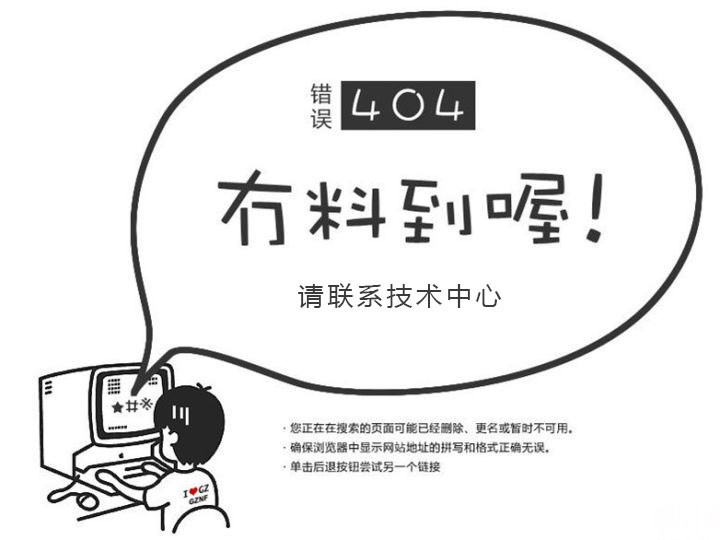 错误 404
冇料到喔！
请联系技术中心
★#※
I❤GZ
GZNF
· 您正在在搜索的页面可能已经删除、更名或暂时不可用。
· 确保浏览器中显示网站地址的拼写和格式正确无误。
· 单击后退按钮尝试另一个链接